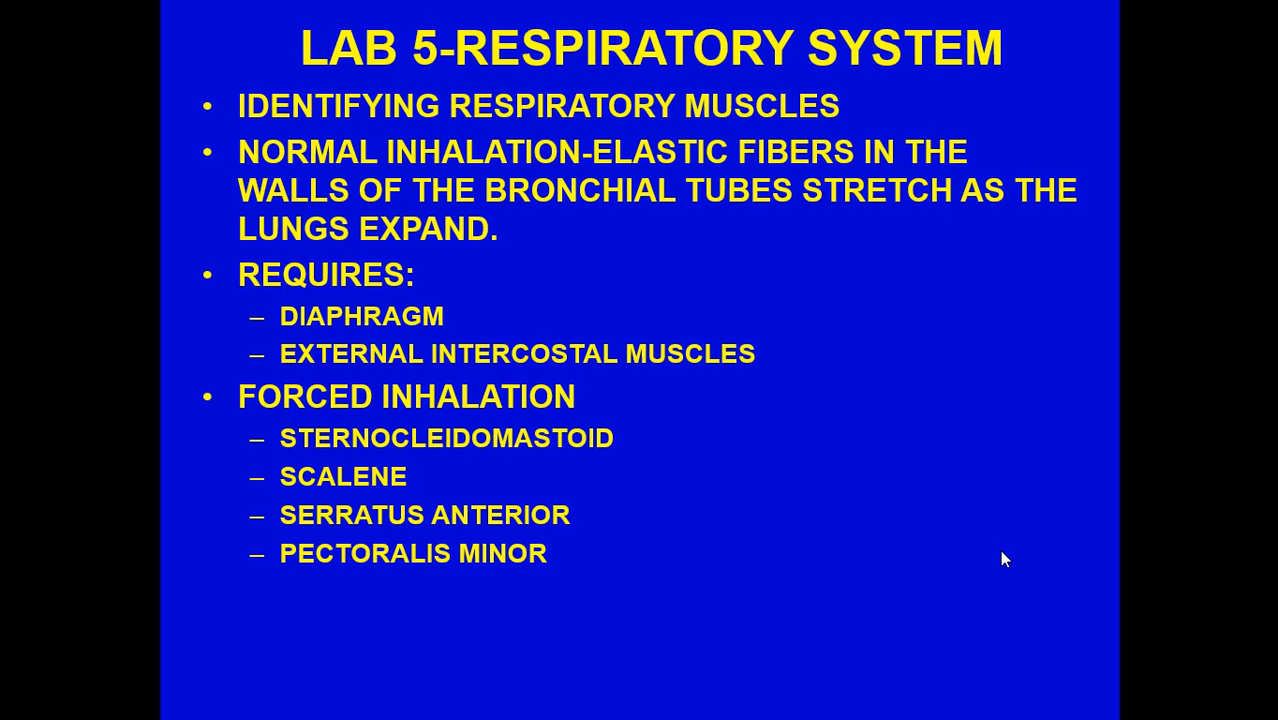 LAB 5-RESPIRATORY SYSTEM
• IDENTIFYING RESPIRATORY MUSCLES
• NORMAL INHALATION-ELASTIC FIBERS IN THE
WALLS OF THE BRONCHIAL TUBES STRETCH AS THE
LUNGS EXPAND.
• REQUIRES:
– DIAPHRAGM
– EXTERNAL INTERCOSTAL MUSCLES
• FORCED INHALATION
– STERNOCLEIDOMASTOID
– SCALENE
– SERRATUS ANTERIOR
– PECTORALIS MINOR